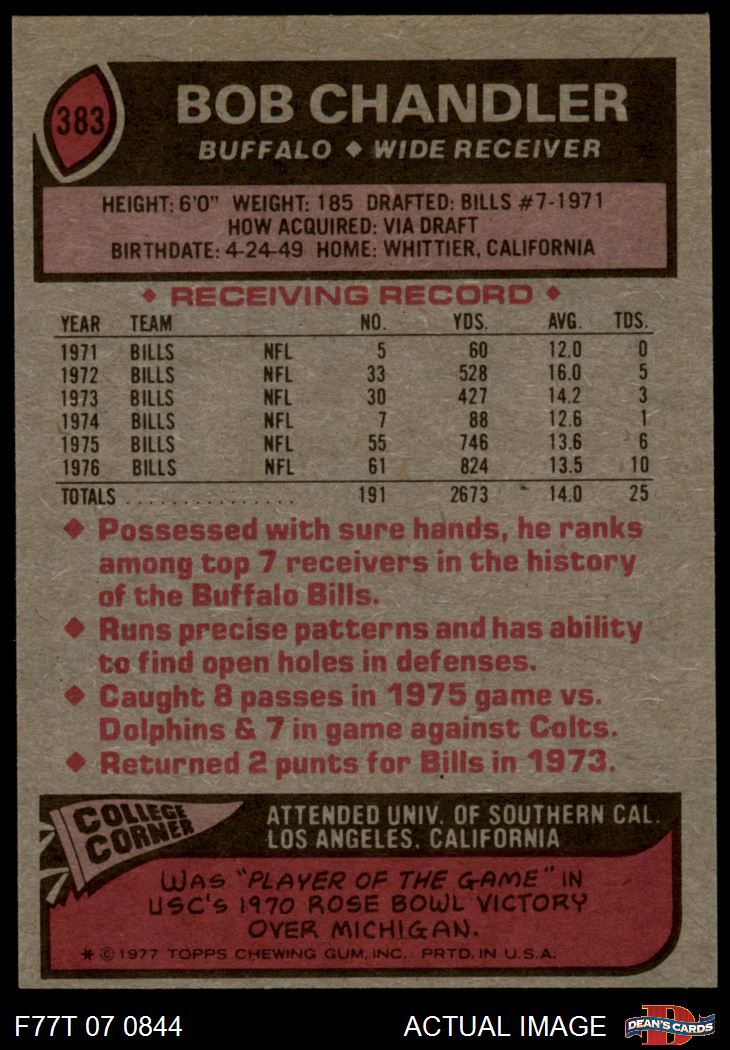 383
BOB CHANDLER
BUFFALO ◆ WIDE RECEIVER
HEIGHT: 6'0" WEIGHT: 185 DRAFTED: BILLS #7-1971
HOW ACQUIRED: VIA DRAFT
BIRTHDATE: 4-24-49 HOME: WHITTIER, CALIFORNIA
◆ RECEIVING RECORD ◆
YEAR TEAM NO. YDS. AVG. TDS.
1971 BILLS NFL 5 60 12.0 0
1972 BILLS NFL 33 528 16.0 5
1973 BILLS NFL 30 427 14.2 3
1974 BILLS NFL 7 88 12.6 1
1975 BILLS NFL 55 746 13.6 6
1976 BILLS NFL 61 824 13.5 10
TOTALS . . . . . . . . . . . . . . . . 191 2673 14.0 25
◆ Possessed with sure hands, he ranks
among top 7 receivers in the history
of the Buffalo Bills.
◆ Runs precise patterns and has ability
to find open holes in defenses.
◆ Caught 8 passes in 1975 game vs.
Dolphins & 7 in game against Colts.
◆ Returned 2 punts for Bills in 1973.
COLLEGE
CORNER
ATTENDED UNIV. OF SOUTHERN CAL.
LOS ANGELES, CALIFORNIA
WAS "PLAYER OF THE GAME" IN
USC'S 1970 ROSE BOWL VICTORY
OVER MICHIGAN.
* © 1977 TOPPS CHEWING GUM, INC. PRTD. IN U.S.A.
F77T 07 0844
ACTUAL IMAGE
D
DEAN'S CARDS